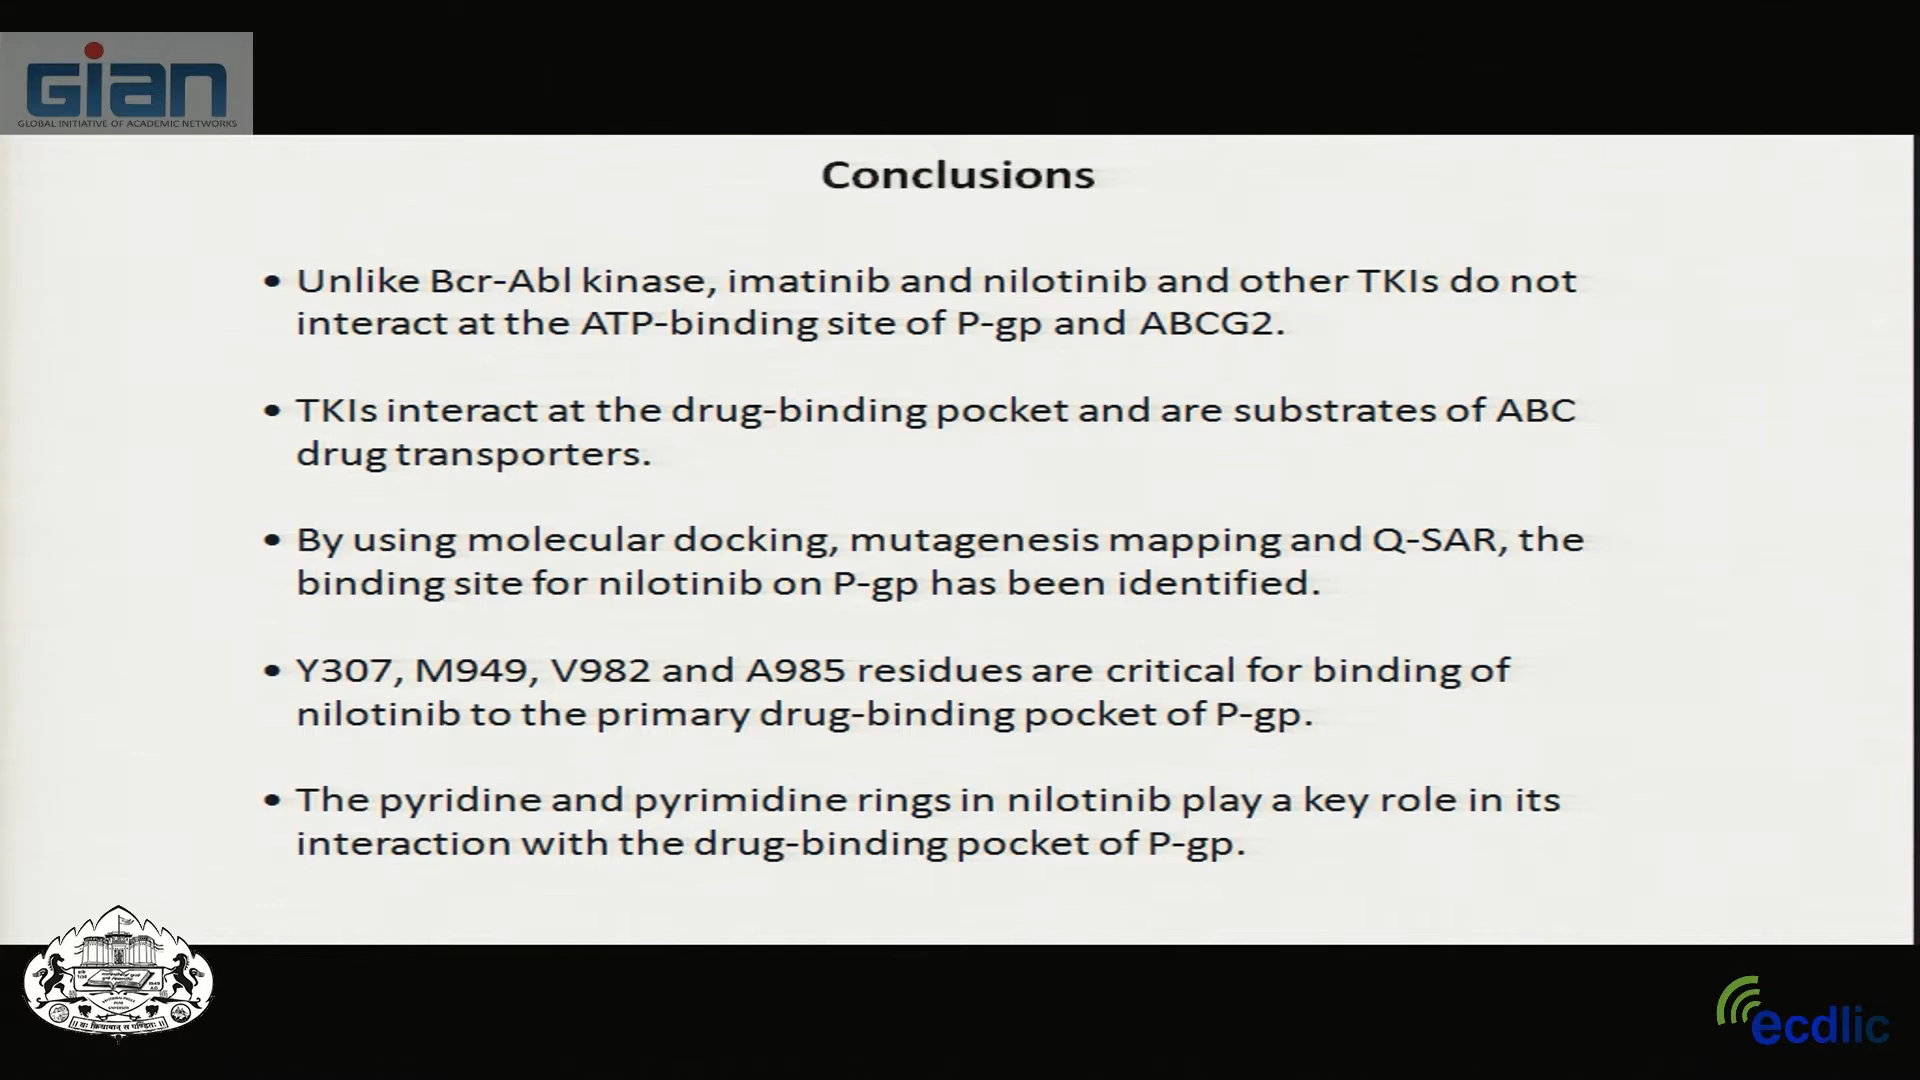 GIAN
GLOBAL INITIATIVE OF ACADEMIC NETWORKS
Conclusions
• Unlike Bcr-Abl kinase, imatinib and nilotinib and other TKIs do not
interact at the ATP-binding site of P-gp and ABCG2.
• TKIs interact at the drug-binding pocket and are substrates of ABC
drug transporters.
• By using molecular docking, mutagenesis mapping and Q-SAR, the
binding site for nilotinib on P-gp has been identified.
• Y307, M949, V982 and A985 residues are critical for binding of
nilotinib to the primary drug-binding pocket of P-gp.
• The pyridine and pyrimidine rings in nilotinib play a key role in its
interaction with the drug-binding pocket of P-gp.
ecdlic